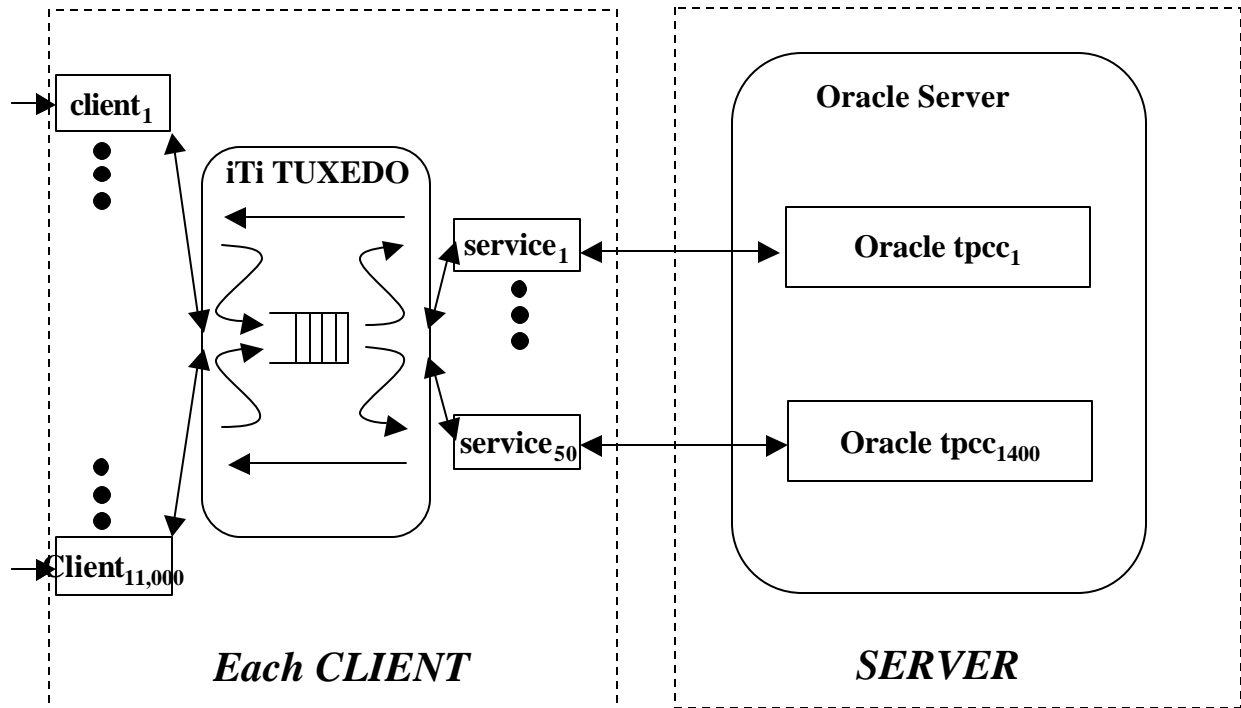 client1
iTi TUXEDO
service1
service50
Client11,000
Each CLIENT
Oracle Server
Oracle tpcc1
Oracle tpcc1400
SERVER